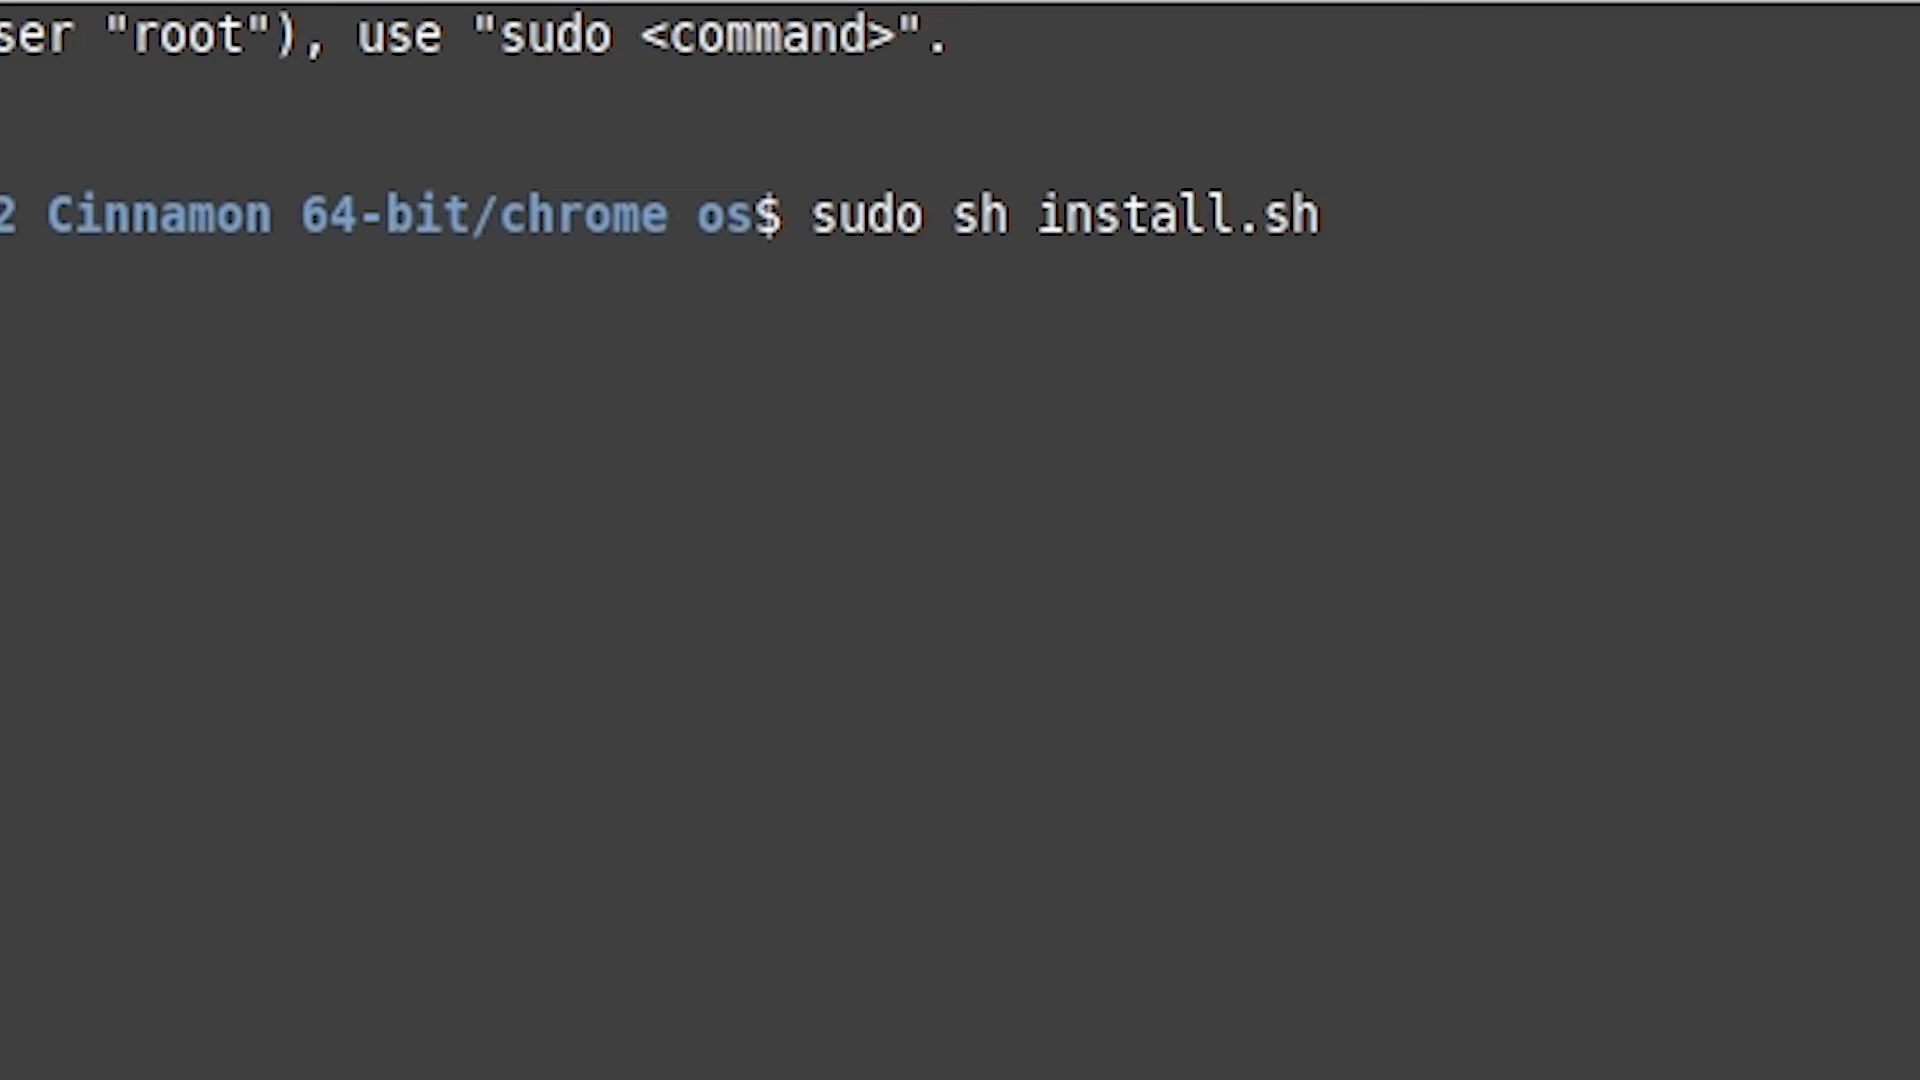 ser "root"), use "sudo <command>".
2 Cinnamon 64-bit/chrome os$ sudo sh install.sh